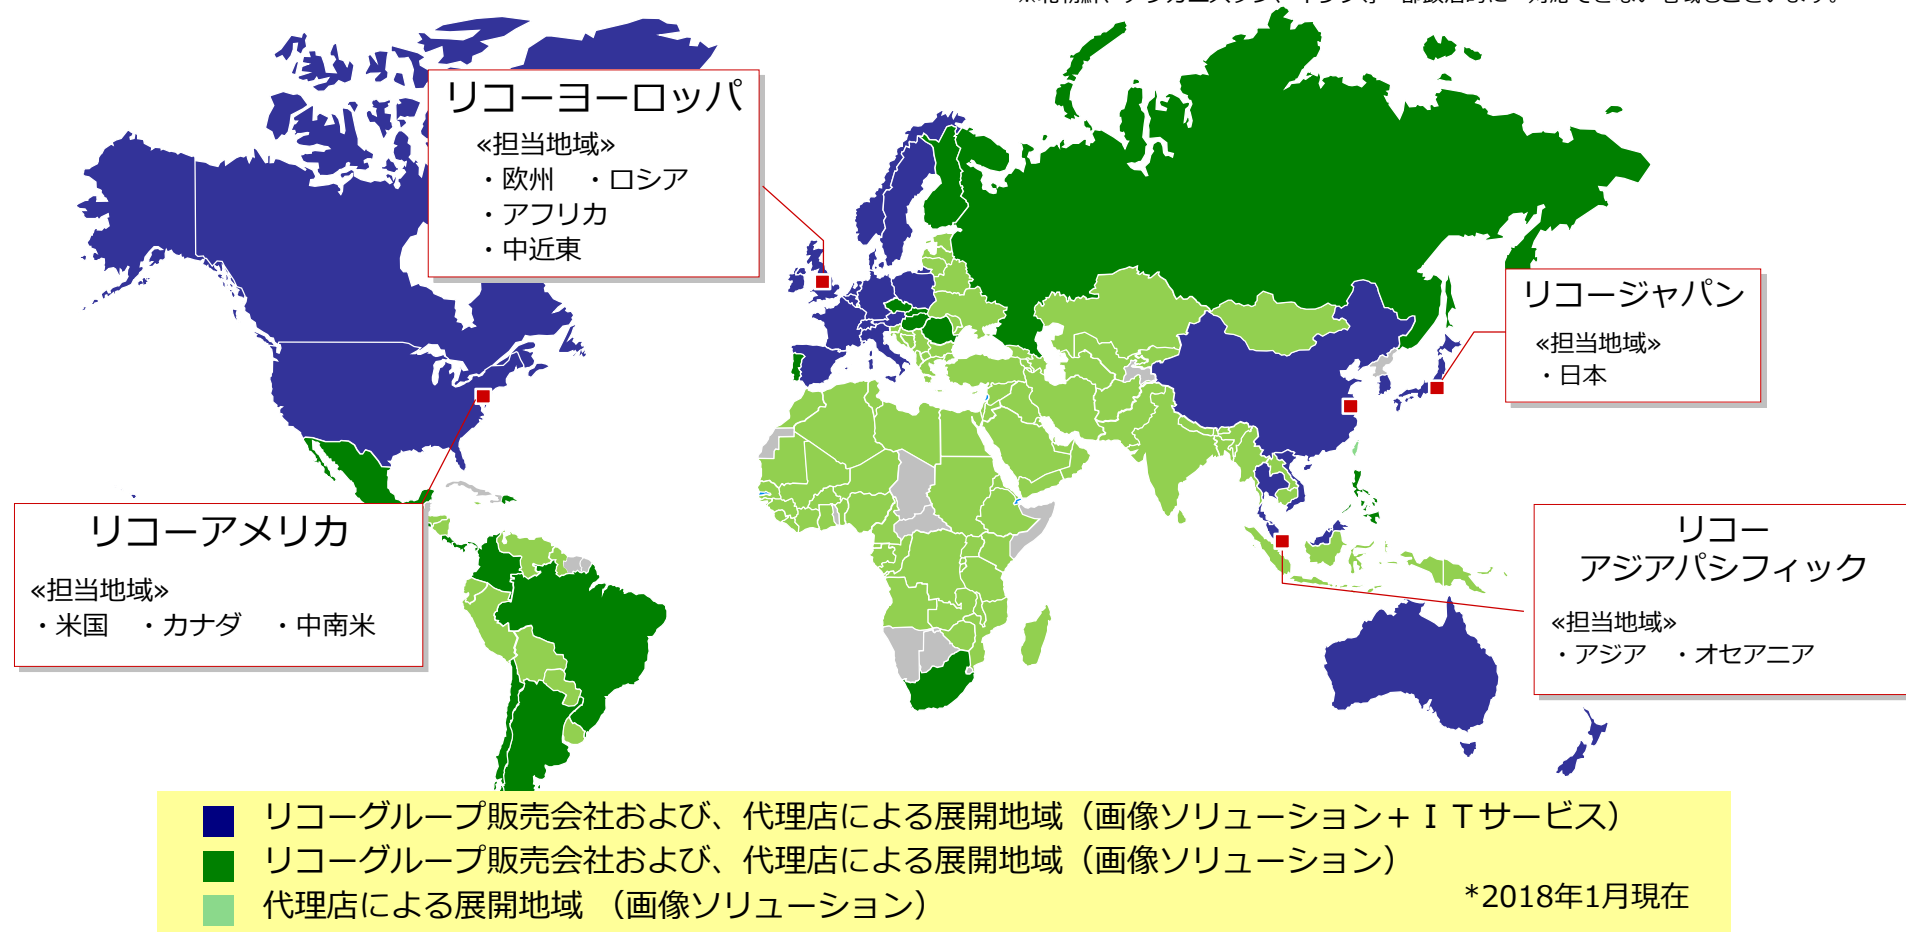 リコーヨーロッパ
«担当地域»
・欧州　・ロシア
・アフリカ
・中近東
リコージャパン
«担当地域»
・日本
リコーアメリカ
«担当地域»
・米国　・カナダ　・中南米
リコー
アジアパシフィック
«担当地域»
・アジア　・オセアニア
リコーグループ販売会社および、代理店による展開地域（画像ソリューション＋ＩＴサービス）
リコーグループ販売会社および、代理店による展開地域（画像ソリューション）
代理店による展開地域 （画像ソリューション）
*2018年1月現在